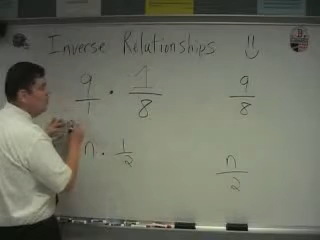 Inverse Relationships
9/1 · 1/8 9/8
n · 1/2 n/2